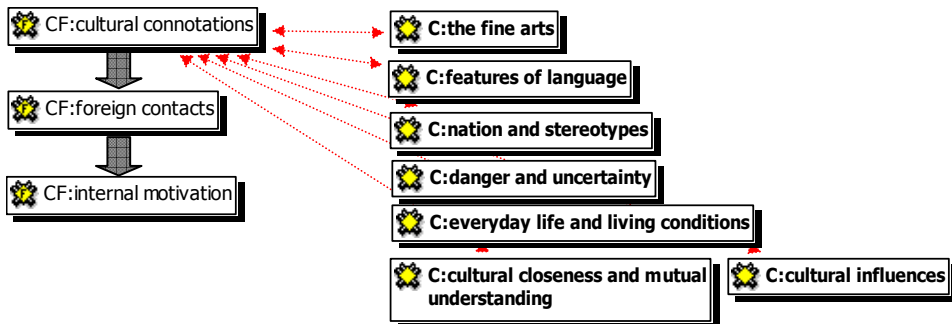 CF:cultural connotations
CF:foreign contacts
CF:internal motivation
C:the fine arts
C:features of language
C:nation and stereotypes
C:danger and uncertainty
C:everyday life and living conditions
C:cultural closeness and mutual
understanding
C:cultural influences